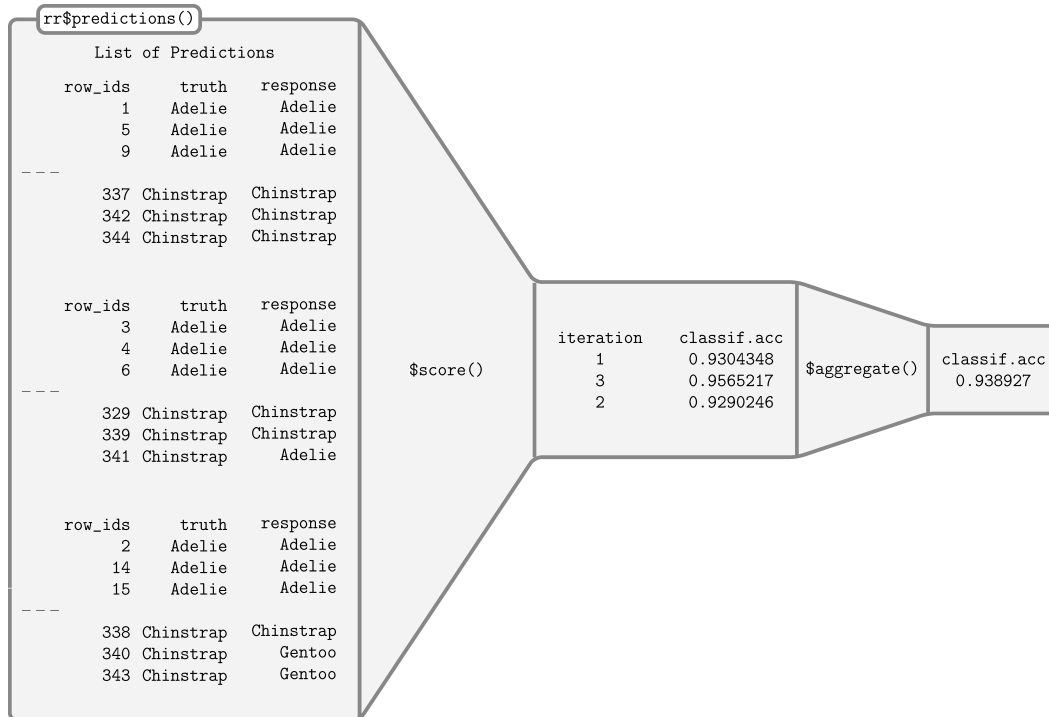 rr$predictions()
List of Predictions
row_ids truth response
1 Adelie Adelie
5 Adelie Adelie
9 Adelie Adelie
---
337 Chinstrap Chinstrap
342 Chinstrap Chinstrap
344 Chinstrap Chinstrap
row_ids truth response
3 Adelie Adelie
4 Adelie Adelie
6 Adelie Adelie
---
329 Chinstrap Chinstrap
339 Chinstrap Chinstrap
341 Chinstrap Adelie
row_ids truth response
2 Adelie Adelie
14 Adelie Adelie
15 Adelie Adelie
---
338 Chinstrap Chinstrap
340 Chinstrap Gentoo
343 Chinstrap Gentoo
$score()
iteration classif.acc
1 0.9304348
3 0.9565217
2 0.9290246
$aggregate()
classif.acc
0.938927